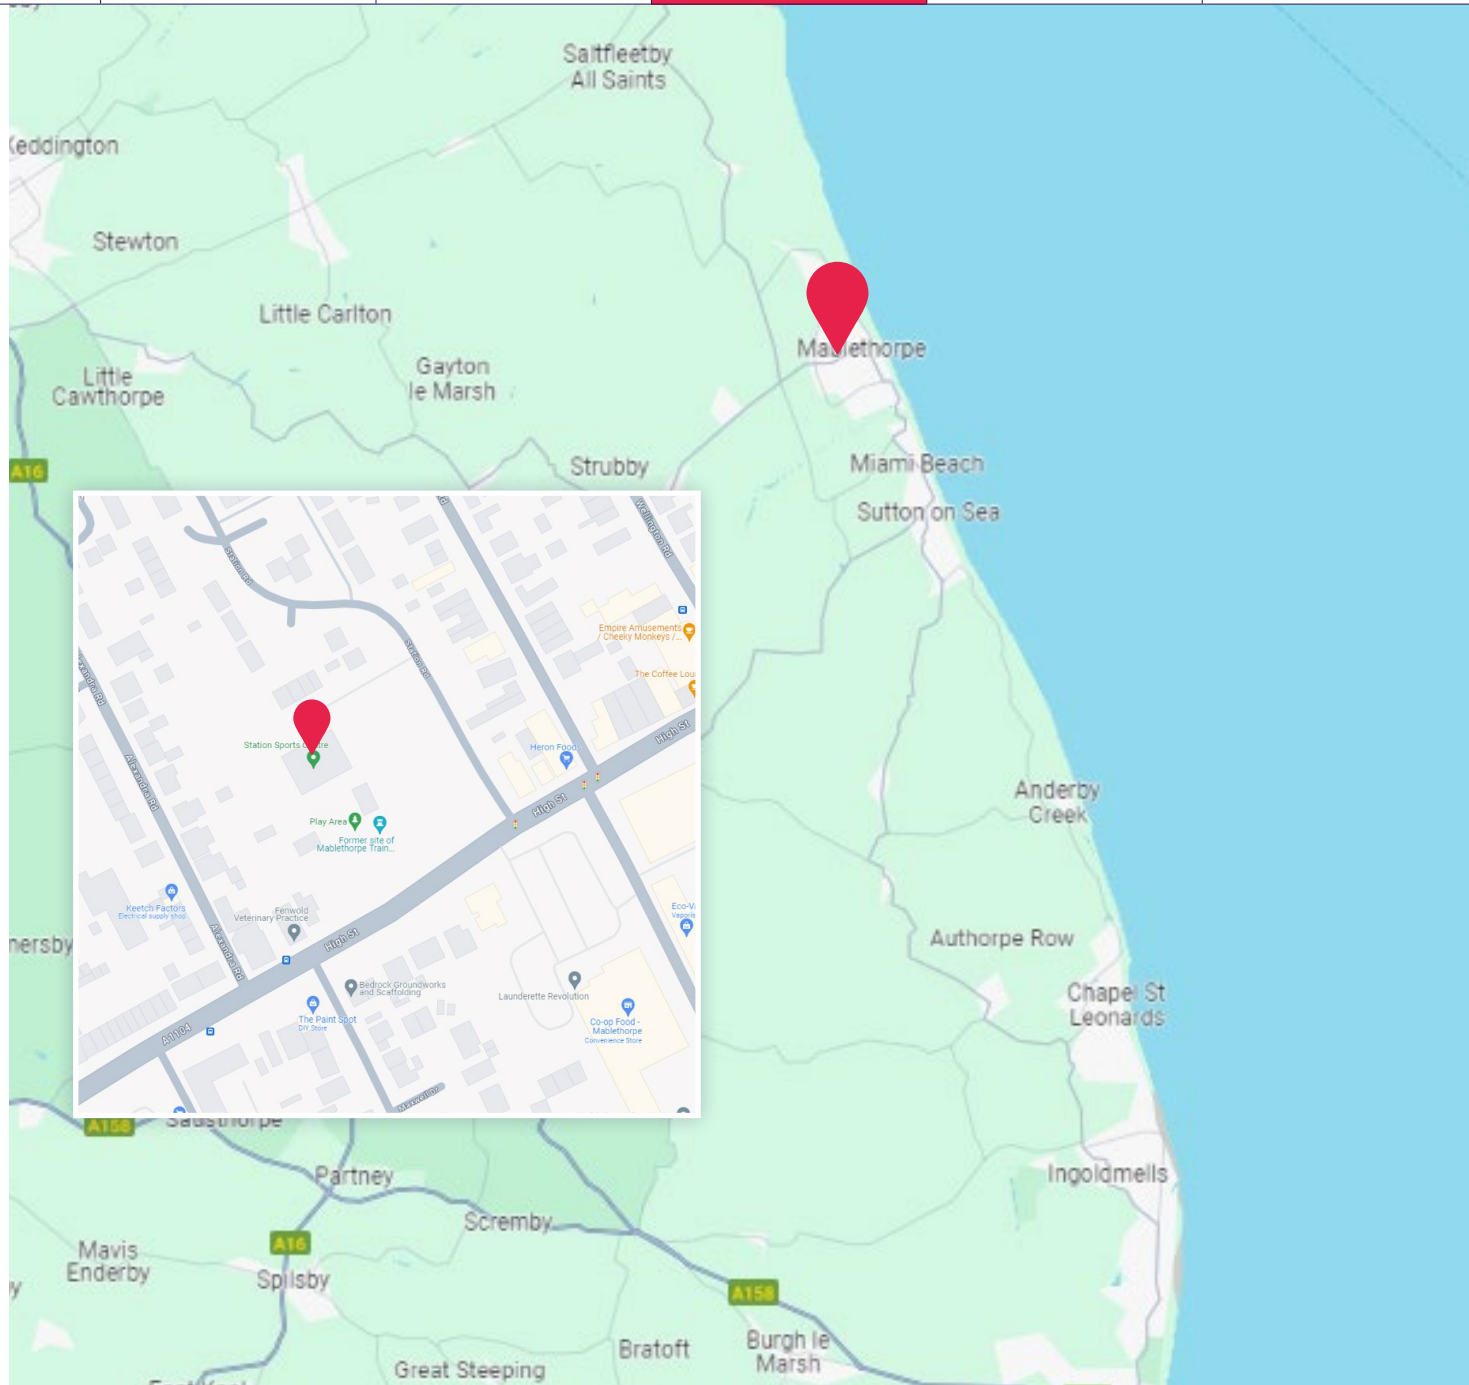 Saltfleetby
All Saints
Keddington
Stewton
Little Carlton
Gayton
le Marsh
Little
Cawthorpe
Mablethorpe
A16
Strubby
Miami Beach
Sutton on Sea
Station Rd
Wellington Rd
Empire Amusements
/ Cheeky Monkeys /...
The Coffee Lou
Alexandra Rd
Station Rd
High St
Station Sports Centre
Heron Foods
Alexandra Rd
High St
Play Area
Former site of
Mablethorpe Train...
Anderby
Creek
Keetch Factors
Electrical supply shop
Fenwold
Veterinary Practice
Alexandra Rd
High St
Authorpe Row
Bedrock Groundworks
and Scaffolding
Launderette Revolution
The Paint Spot
DIY Store
Co-op Food -
Mablethorpe
Convenience Store
A1104
Maxwell Dr
Chapel St
Leonards
A158
Sausthorpe
Partney
Ingoldmells
Scremby
A16
Mavis
Enderby
Spilsby
A158
Bratoft
Burgh le
Marsh
Great Steeping